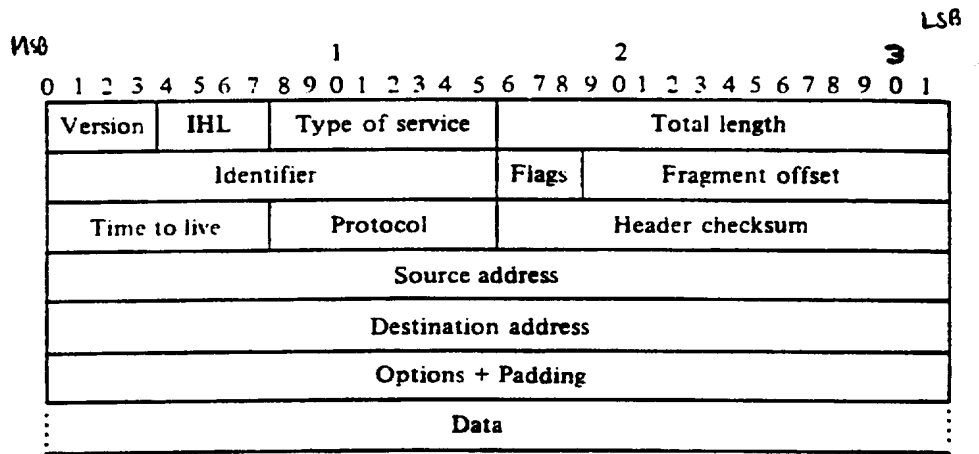 LSB
MSB
1 2 3
0 1 2 3 4 5 6 7 8 9 0 1 2 3 4 5 6 7 8 9 0 1 2 3 4 5 6 7 8 9 0 1
Version IHL Type of service Total length
Identifier Flags Fragment offset
Time to live Protocol Header checksum
Source address
Destination address
Options + Padding
Data